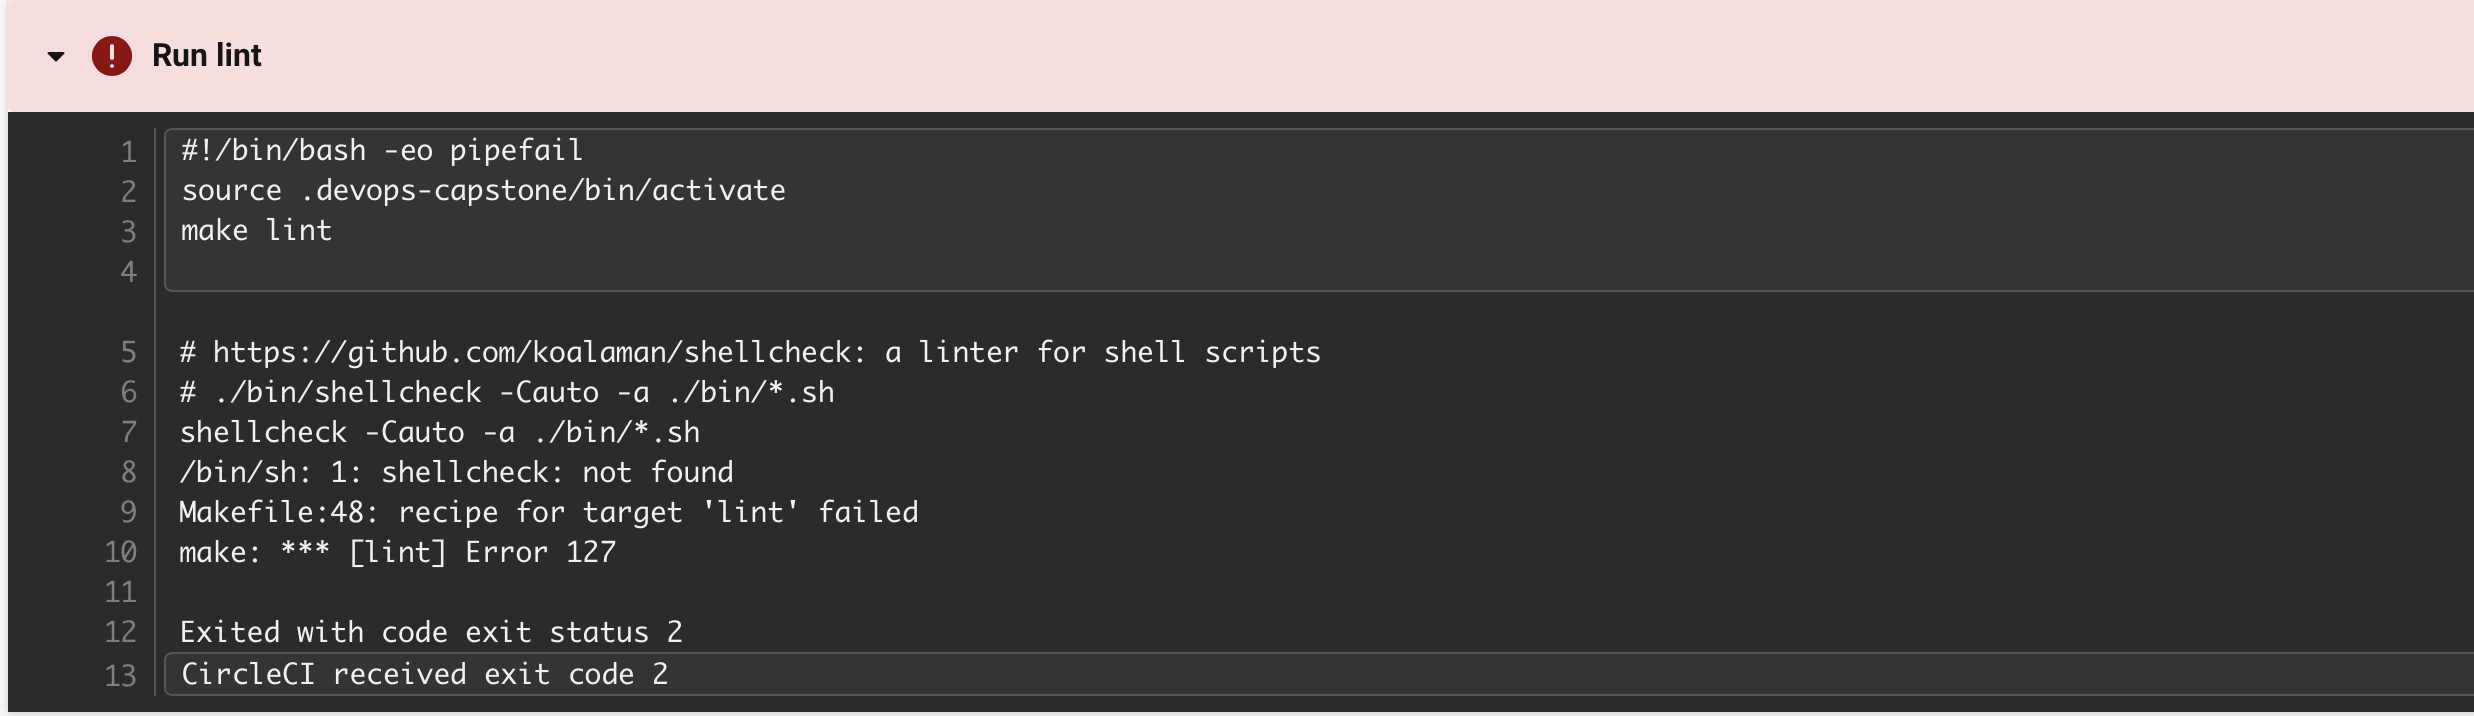 Run lint
1 #!/bin/bash -eo pipefail
2 source .devops-capstone/bin/activate
3 make lint
4
5 # https://github.com/koalaman/shellcheck: a linter for shell scripts
6 # ./bin/shellcheck -Cauto -a ./bin/*.sh
7 shellcheck -Cauto -a ./bin/*.sh
8 /bin/sh: 1: shellcheck: not found
9 Makefile:48: recipe for target 'lint' failed
10 make: *** [lint] Error 127
11
12 Exited with code exit status 2
13 CircleCI received exit code 2